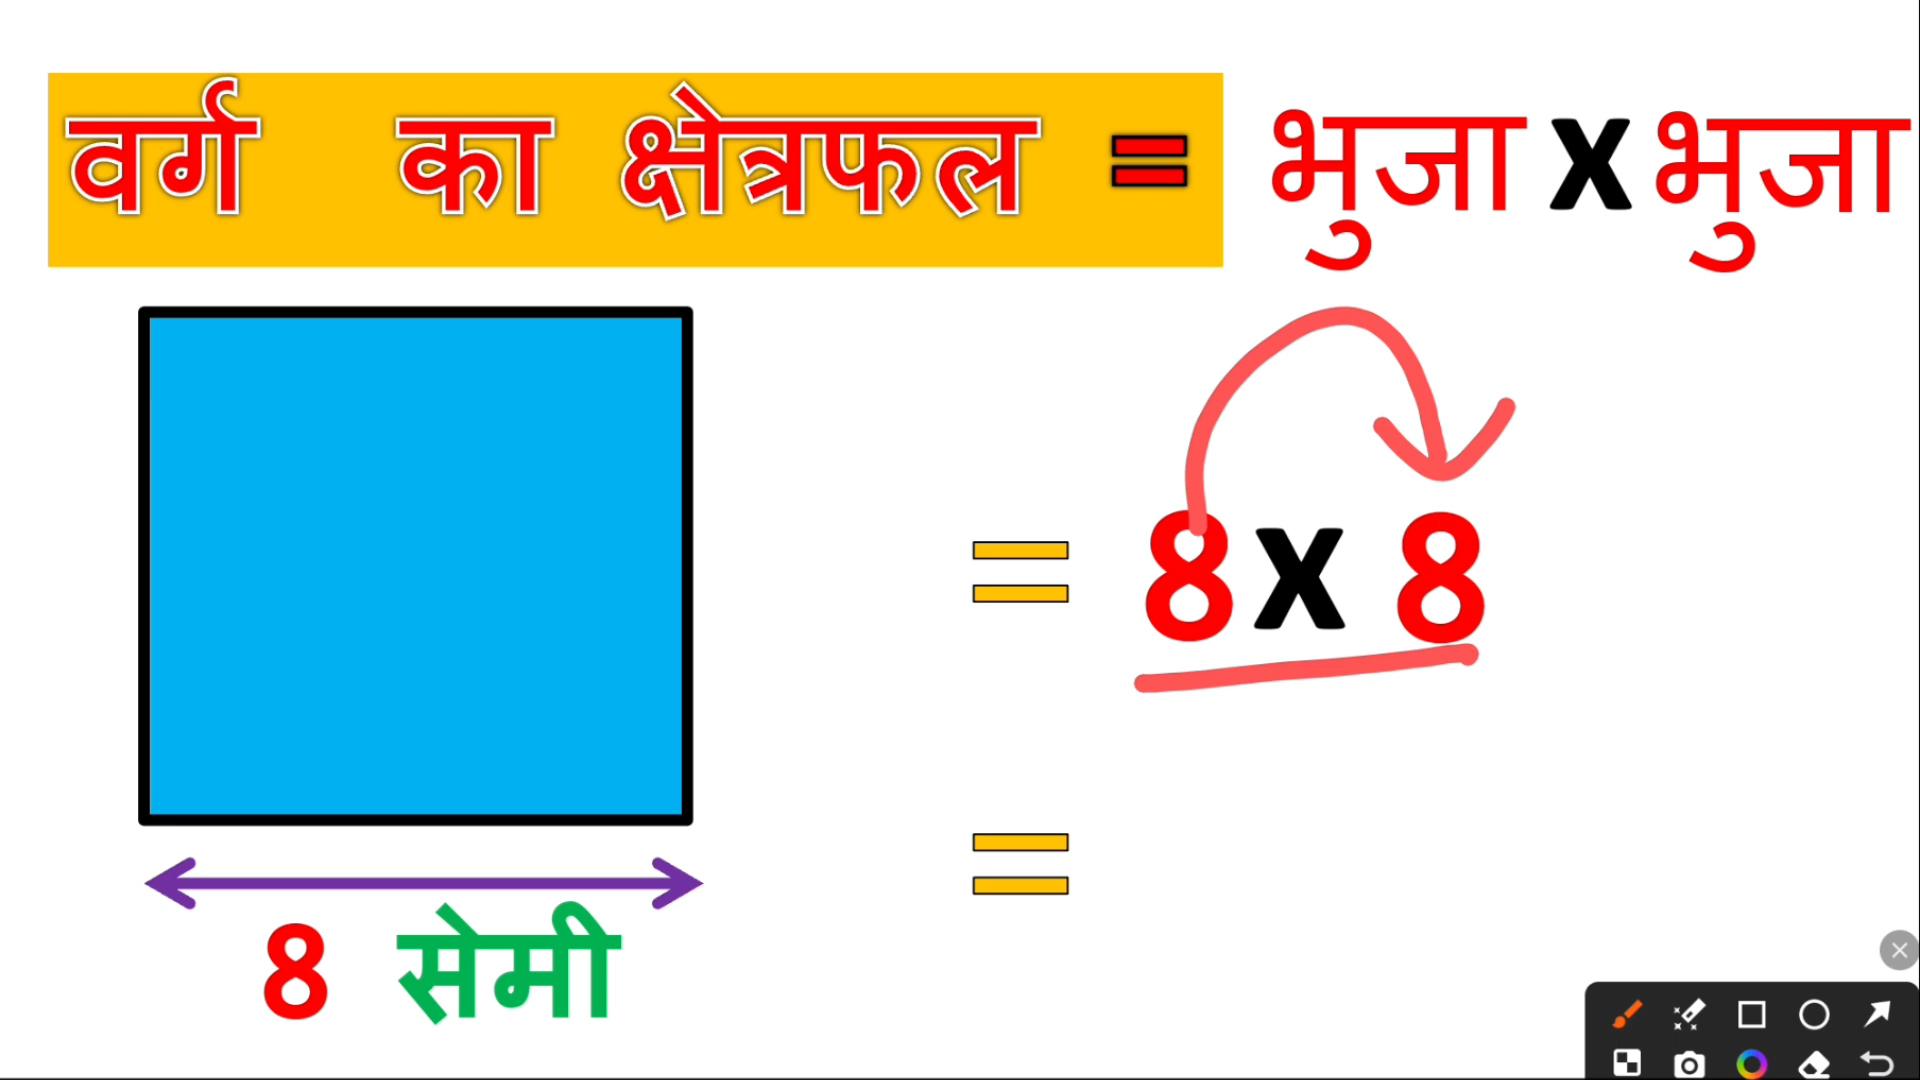 वर्ग का क्षेत्रफल = भुजा x भुजा
= 8 x 8
=
8 सेमी